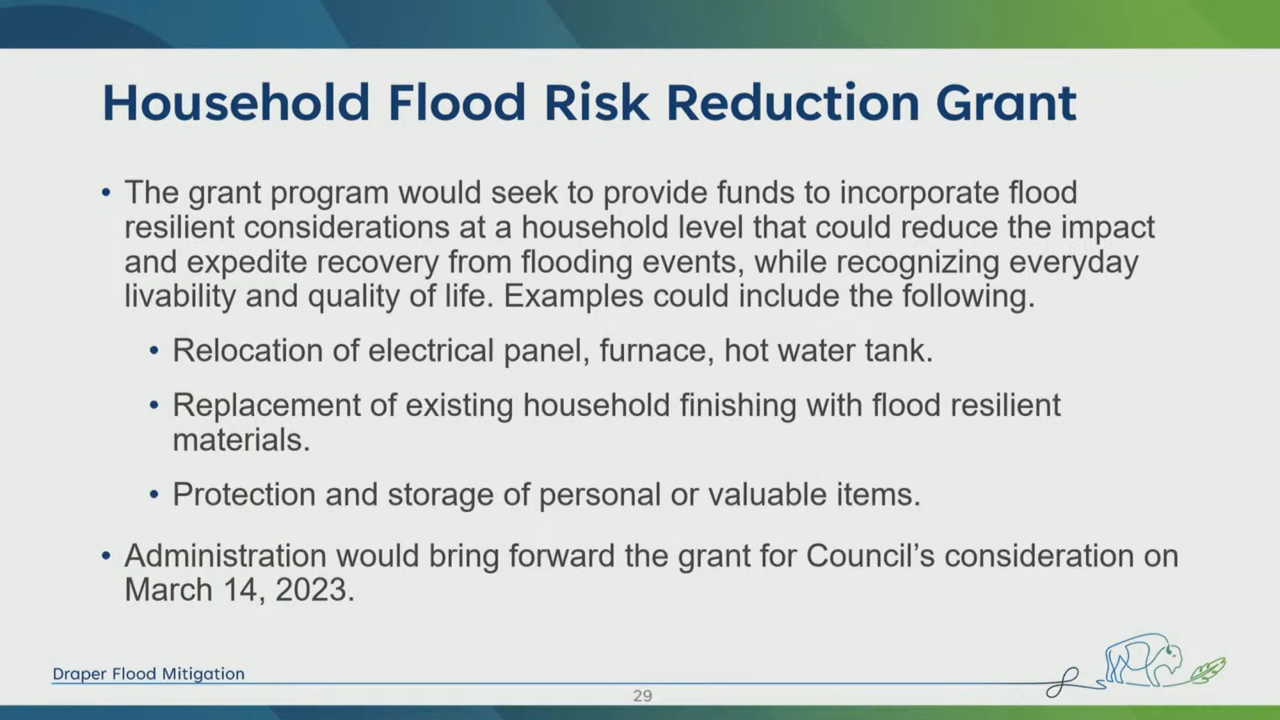 Household Flood Risk Reduction Grant
• The grant program would seek to provide funds to incorporate flood
resilient considerations at a household level that could reduce the impact
and expedite recovery from flooding events, while recognizing everyday
livability and quality of life. Examples could include the following.
• Relocation of electrical panel, furnace, hot water tank.
• Replacement of existing household finishing with flood resilient
materials.
• Protection and storage of personal or valuable items.
• Administration would bring forward the grant for Council’s consideration on
March 14, 2023.
Draper Flood Mitigation
29